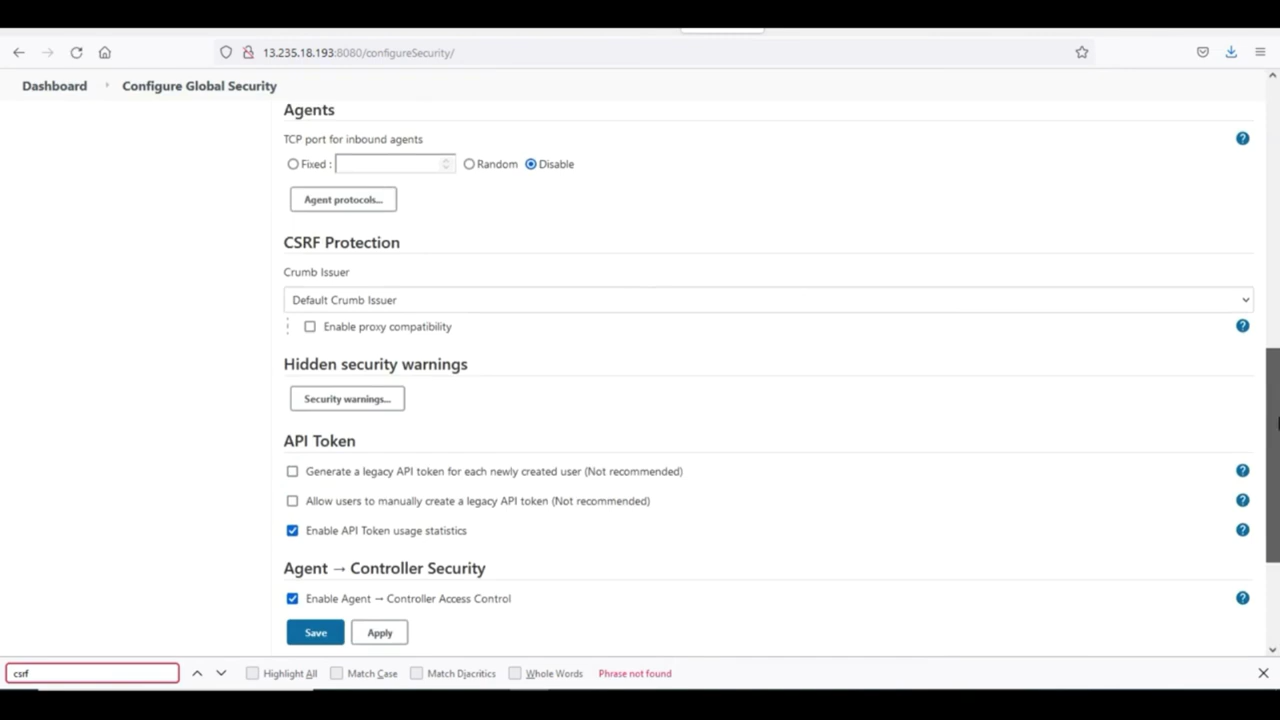 13.235.18.193:8080/configureSecurity/
Dashboard Configure Global Security
Agents
TCP port for inbound agents
Fixed : Random Disable
Agent protocols...
CSRF Protection
Crumb Issuer
Default Crumb Issuer
Enable proxy compatibility
Hidden security warnings
Security warnings...
API Token
Generate a legacy API token for each newly created user (Not recommended)
Allow users to manually create a legacy API token (Not recommended)
Enable API Token usage statistics
Agent → Controller Security
Enable Agent → Controller Access Control
Save Apply
csrf Highlight All Match Case Match Diacritics Whole Words Phrase not found